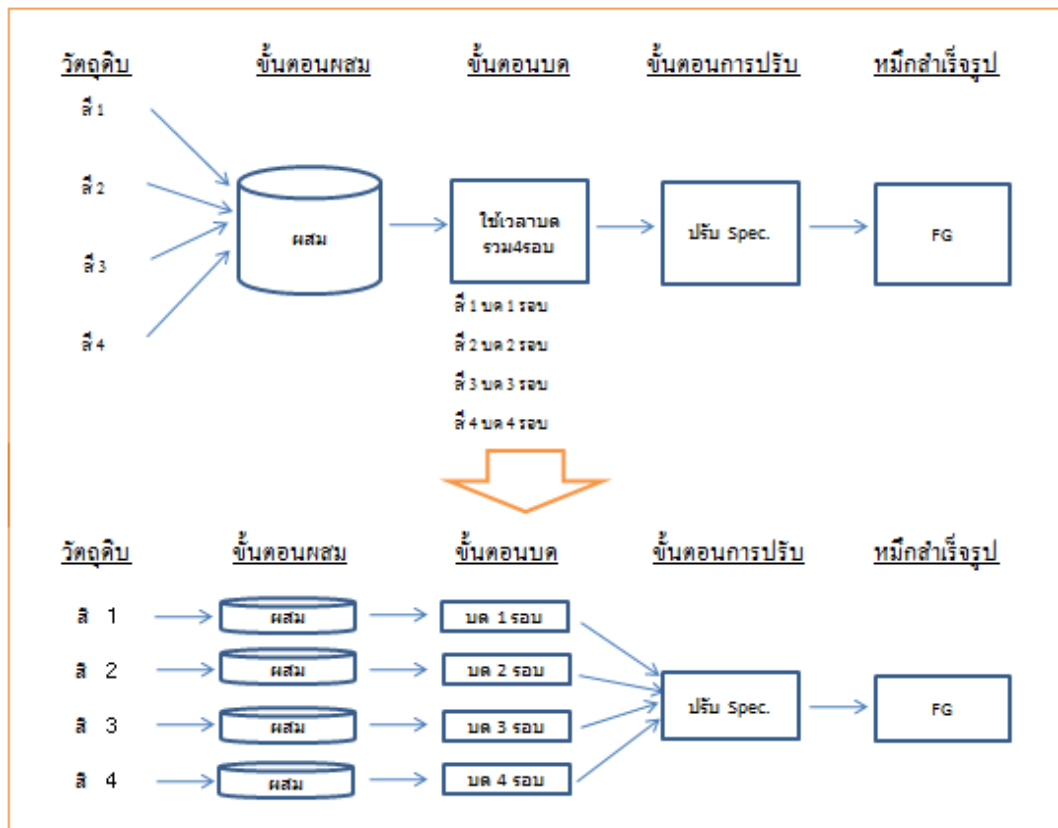 วัตถุดิบ ขั้นตอนผสม ขั้นตอนบด ขั้นตอนการปรับ หมึกสำเร็จรูป
สี 1
สี 2
สี 3
สี 4
ผสม
ใช้เวลาบด
รวม4รอบ
ปรับ Spec.
FG
สี 1 บด 1 รอบ
สี 2 บด 2 รอบ
สี 3 บด 3 รอบ
สี 4 บด 4 รอบ
วัตถุดิบ ขั้นตอนผสม ขั้นตอนบด ขั้นตอนการปรับ หมึกสำเร็จรูป
สี 1 ผสม บด 1 รอบ
สี 2 ผสม บด 2 รอบ
สี 3 ผสม บด 3 รอบ
สี 4 ผสม บด 4 รอบ
ปรับ Spec.
FG